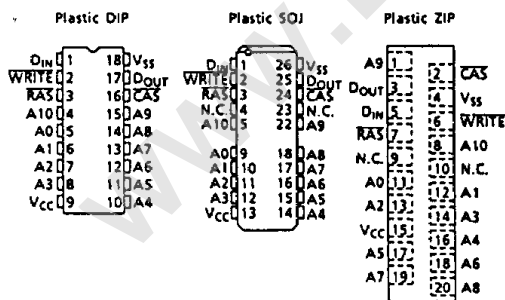 Plastic DIP
DIN 1 18 VSS
WRITE 2 17 DOUT
RAS 3 16 CAS
A10 4 15 A9
A0 5 14 A8
A1 6 13 A7
A2 7 12 A6
A3 8 11 A5
VCC 9 10 A4
Plastic SOJ
DIN 1 26 VSS
WRITE 2 25 DOUT
RAS 3 24 CAS
N.C. 4 23 N.C.
A10 5 22 A9
A0 9 18 A8
A1 10 17 A7
A2 11 16 A6
A3 12 15 A5
VCC 13 14 A4
Plastic ZIP
A9 1
2 CAS
DOUT 3
4 VSS
DIN 5
6 WRITE
RAS 7
8 A10
N.C. 9
10 N.C.
A0 11
12 A1
A2 13
14 A3
VCC 15
16 A4
A5 17
18 A6
A7 19
20 A8